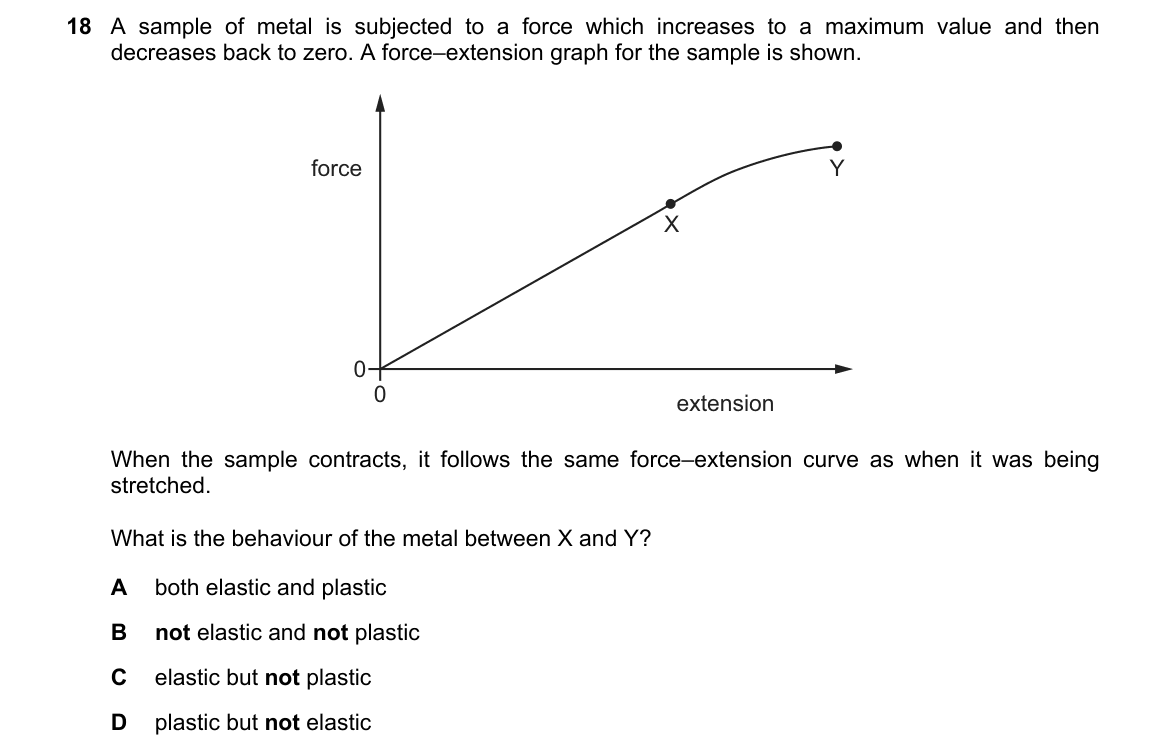 18 A sample of metal is subjected to a force which increases to a maximum value and then
decreases back to zero. A force–extension graph for the sample is shown.
force
Y
X
0
0
extension
When the sample contracts, it follows the same force–extension curve as when it was being
stretched.
What is the behaviour of the metal between X and Y?
A both elastic and plastic
B not elastic and not plastic
C elastic but not plastic
D plastic but not elastic